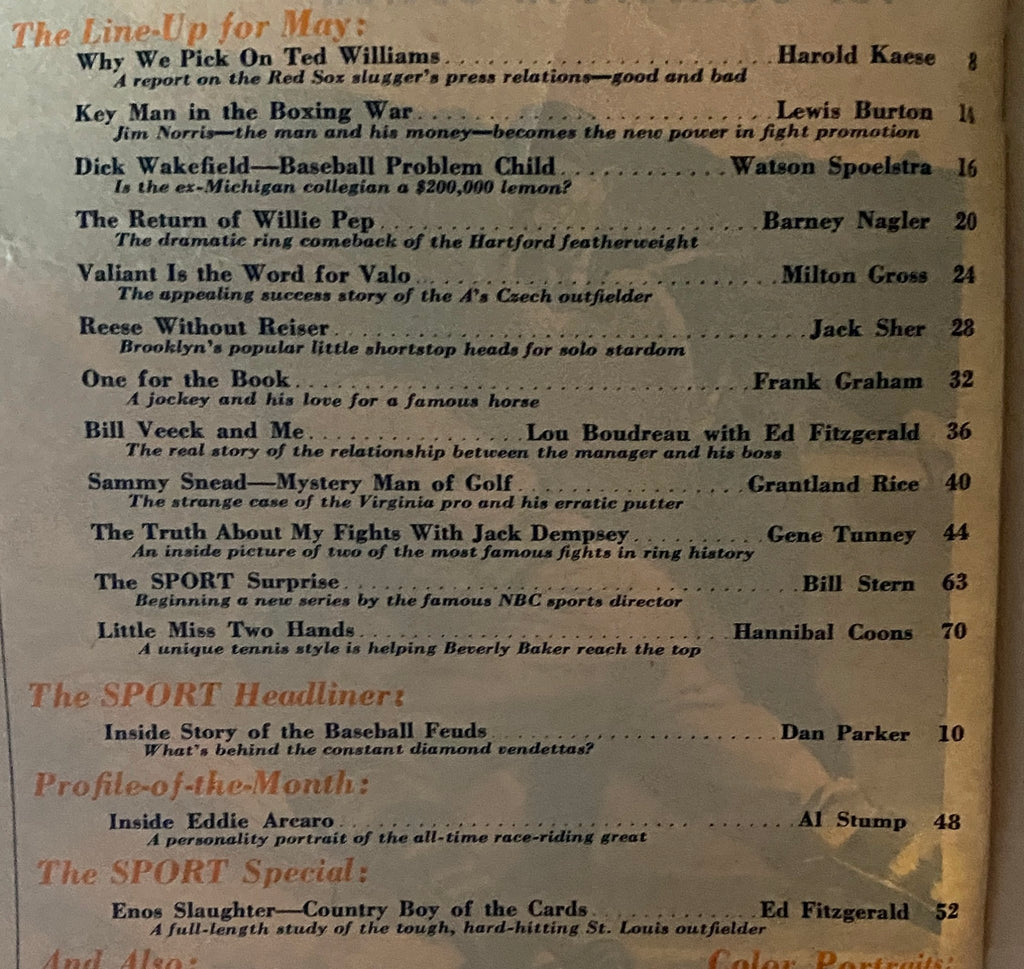 The Line-Up for May:
Why We Pick On Ted Williams........................Harold Kaese 8
A report on the Red Sox slugger's press relations—good and bad
Key Man in the Boxing War..........................Lewis Burton 14
Jim Norris—the man and his money—becomes the new power in fight promotion
Dick Wakefield—Baseball Problem Child............Watson Spoelstra 16
Is the ex-Michigan collegian a $200,000 lemon?
The Return of Willie Pep..........................Barney Nagler 20
The dramatic ring comeback of the Hartford featherweight
Valiant Is the Word for Valo.........................Milton Gross 24
The appealing success story of the A's Czech outfielder
Reese Without Reiser................................Jack Sher 28
Brooklyn's popular little shortstop heads for solo stardom
One for the Book................................Frank Graham 32
A jockey and his love for a famous horse
Bill Veeck and Me...............Lou Boudreau with Ed Fitzgerald 36
The real story of the relationship between the manager and his boss
Sammy Snead—Mystery Man of Golf................Grantland Rice 40
The strange case of the Virginia pro and his erratic putter
The Truth About My Fights With Jack Dempsey..........Gene Tunney 44
An inside picture of two of the most famous fights in ring history
The SPORT Surprise................................Bill Stern 63
Beginning a new series by the famous NBC sports director
Little Miss Two Hands..........................Hannibal Coons 70
A unique tennis style is helping Beverly Baker reach the top
The SPORT Headliner:
Inside Story of the Baseball Feuds....................Dan Parker 10
What's behind the constant diamond vendettas?
Profile-of-the-Month:
Inside Eddie Arcaro................................Al Stump 48
A personality portrait of the all-time race-riding great
The SPORT Special:
Enos Slaughter—Country Boy of the Cards............Ed Fitzgerald 52
A full-length study of the tough, hard-hitting St. Louis outfielder
And Also: Color Portraits: